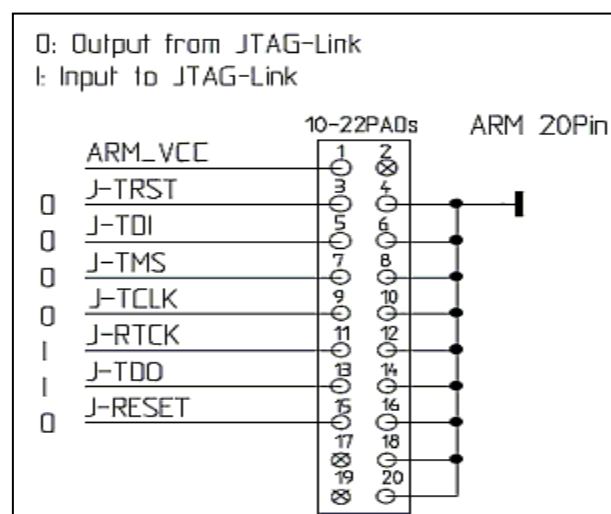 O: Output from JTAG-Link
I: Input to JTAG-Link
10-22PADs ARM 20Pin
ARM_VCC 1 2
O J-TRST 3 4
O J-TDI 5 6
O J-TMS 7 8
O J-TCLK 9 10
I J-RTCK 11 12
I J-TDO 13 14
O J-RESET 15 16
17 18
19 20